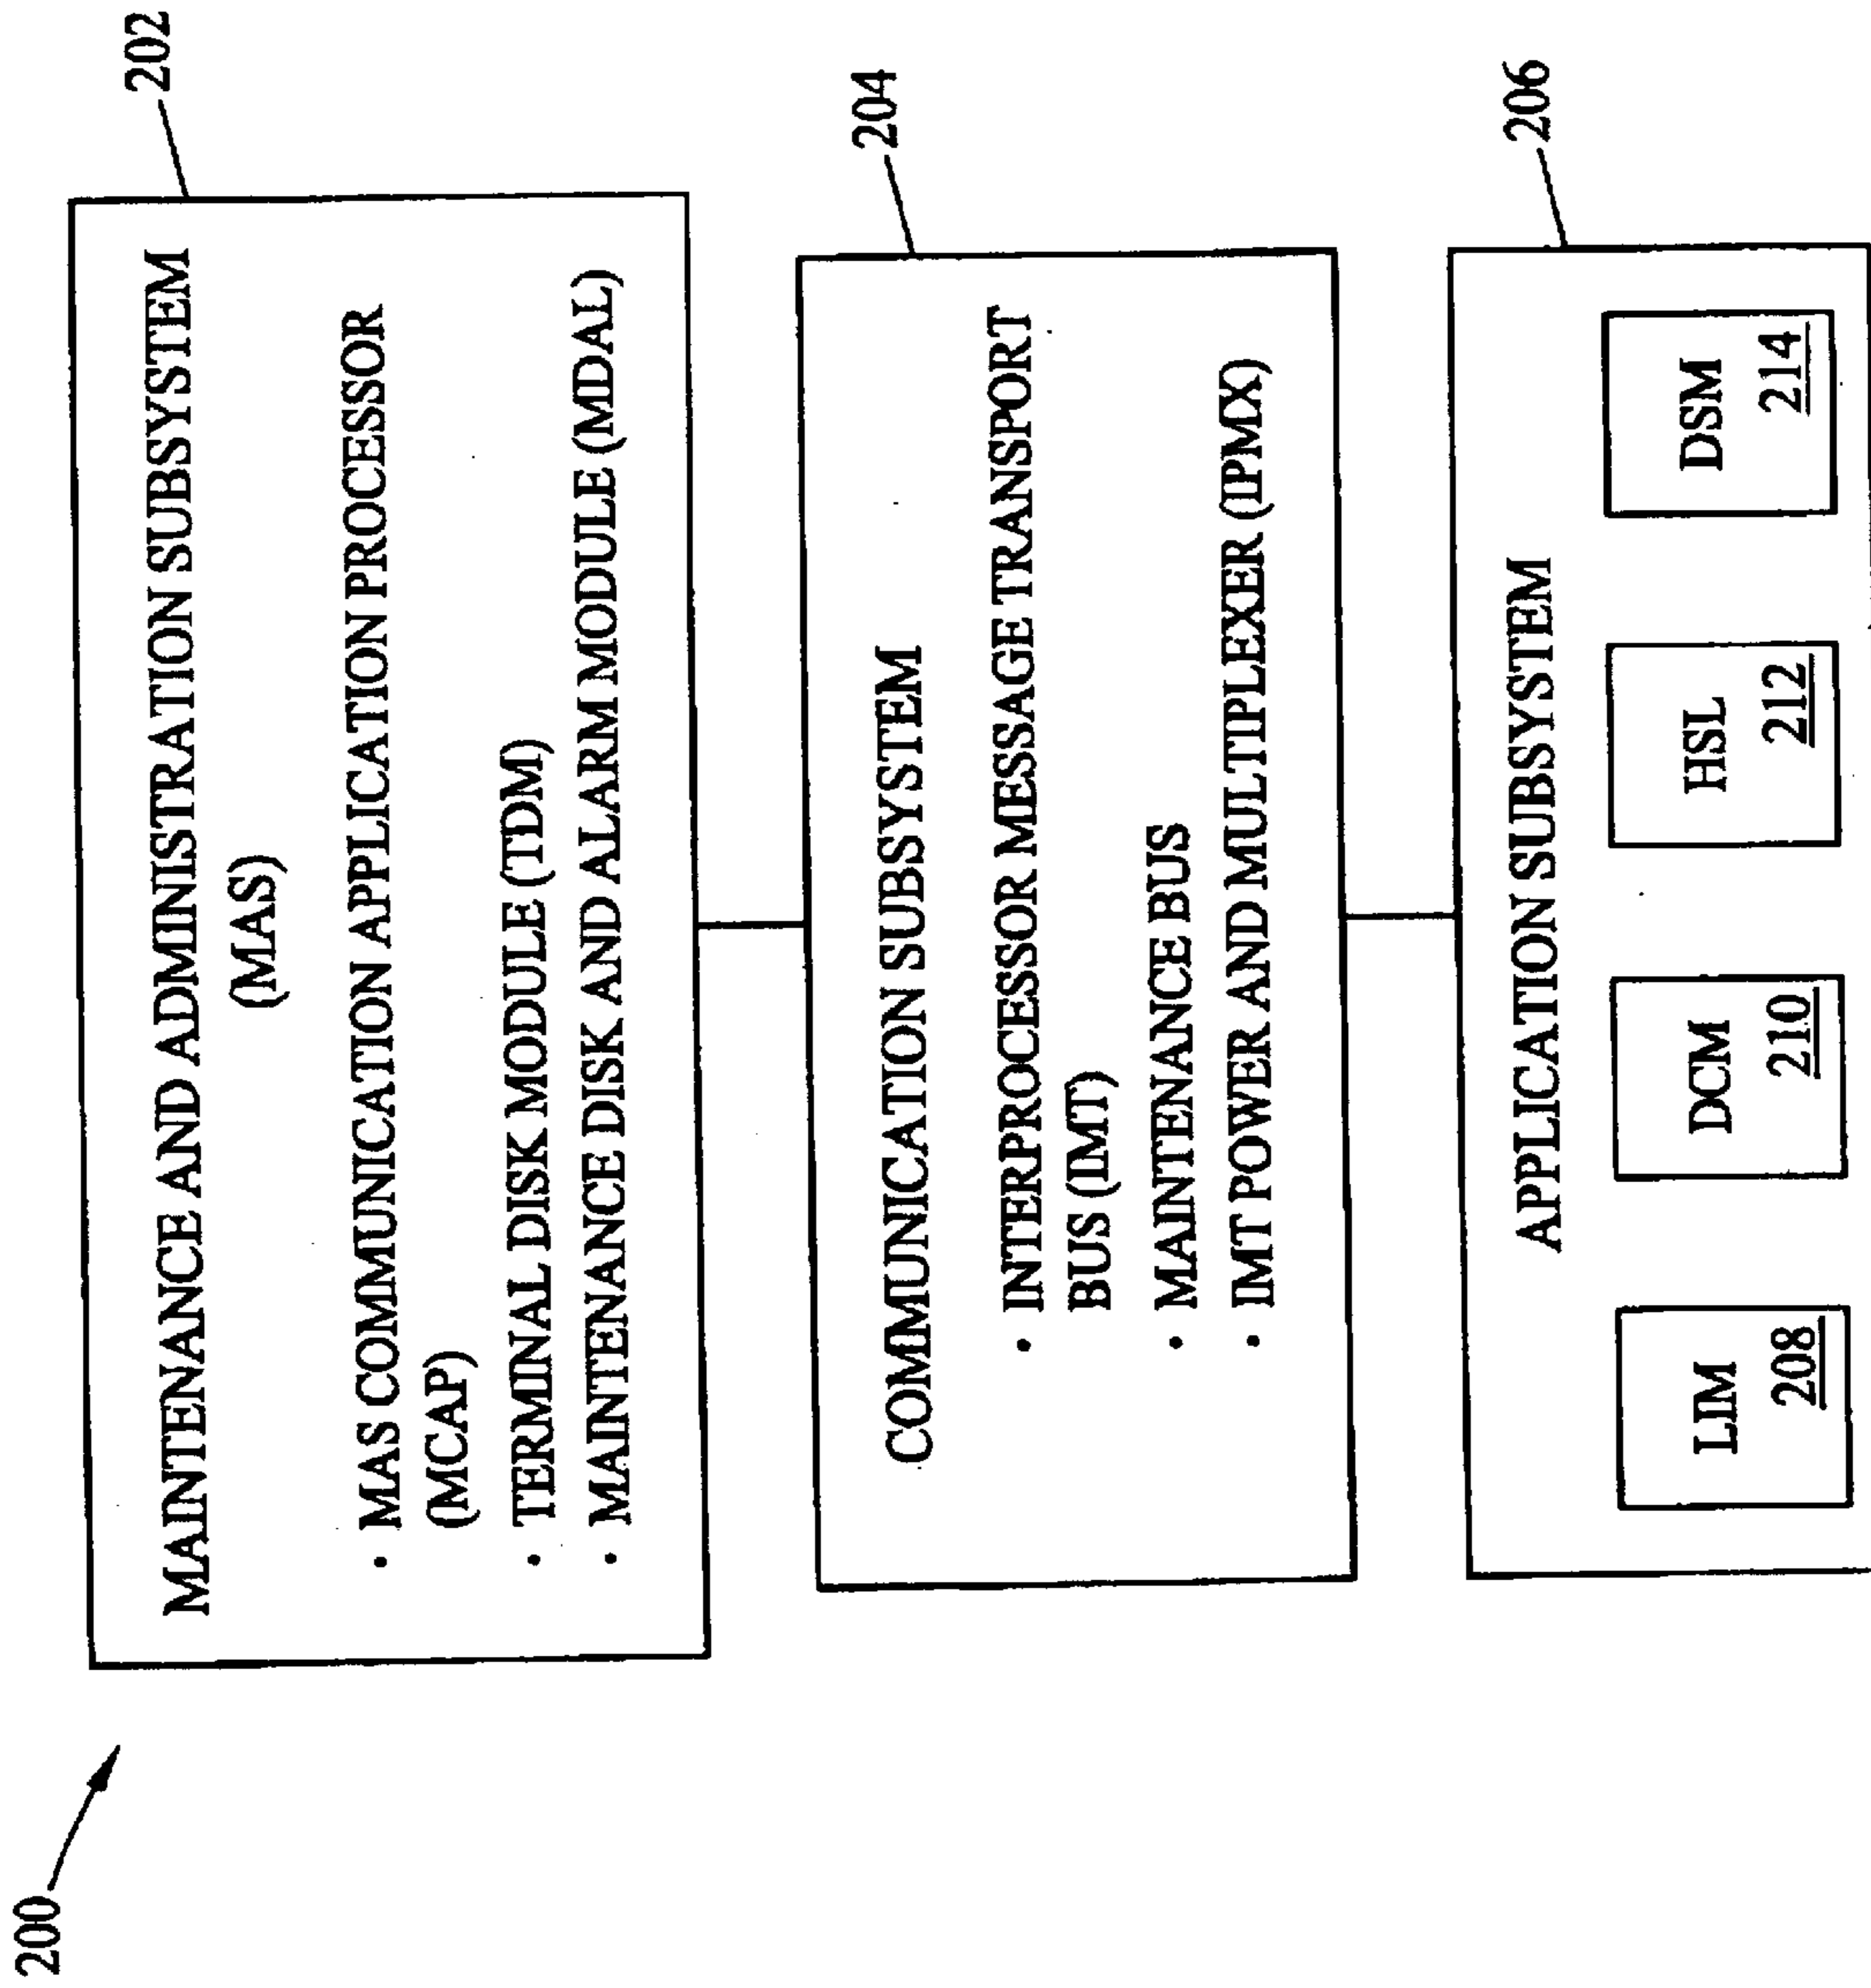 200
202
MAINTENANCE AND ADMINISTRATION SUBSYSTEM
(MAS)
· MAS COMMUNICATION APPLICATION PROCESSOR
(MCAP)
· TERMINAL DISK MODULE (TDM)
· MAINTENANCE DISK AND ALARM MODULE (MDAL)
204
COMMUNICATION SUBSYSTEM
· INTERPROCESSOR MESSAGE TRANSPORT
BUS (IMT)
· MAINTENANCE BUS
· IMT POWER AND MULTIPLEXER (IPMX)
206
APPLICATION SUBSYSTEM
LIM
208
DCM
210
HSL
212
DSM
214